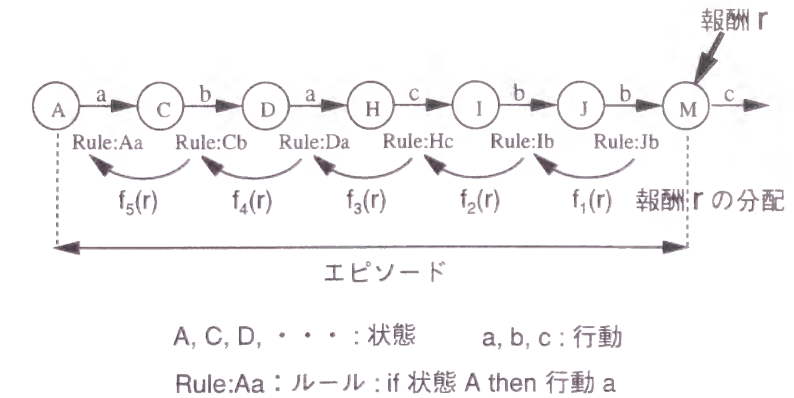 報酬 r
a b a c b b c
A C D H I J M
Rule:Aa Rule:Cb Rule:Da Rule:Hc Rule:Ib Rule:Jb
f5(r) f4(r) f3(r) f2(r) f1(r) 報酬 r の分配
エピソード
A, C, D, ・・・ : 状態 a, b, c : 行動
Rule:Aa : ルール : if 状態 A then 行動 a